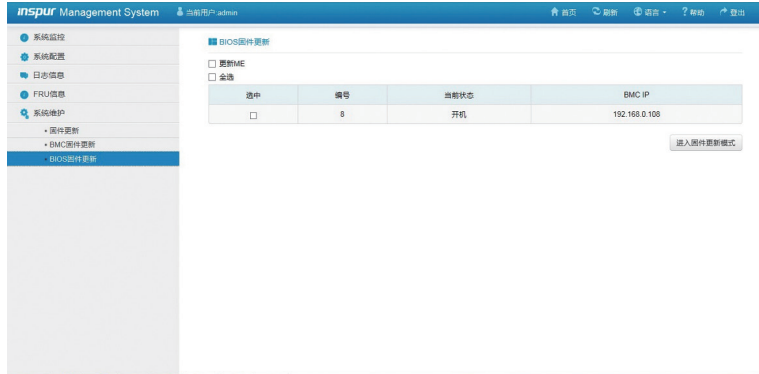 inspur Management System 当前用户:admin 首页 刷新 语言 帮助 登出
系统监控
系统配置
日志信息
FRU信息
系统维护
• 固件更新
• BMC固件更新
• BIOS固件更新
BIOS固件更新
更新ME
全选
选中 编号 当前状态 BMC IP
8 开机 192.168.0.108
进入固件更新模式